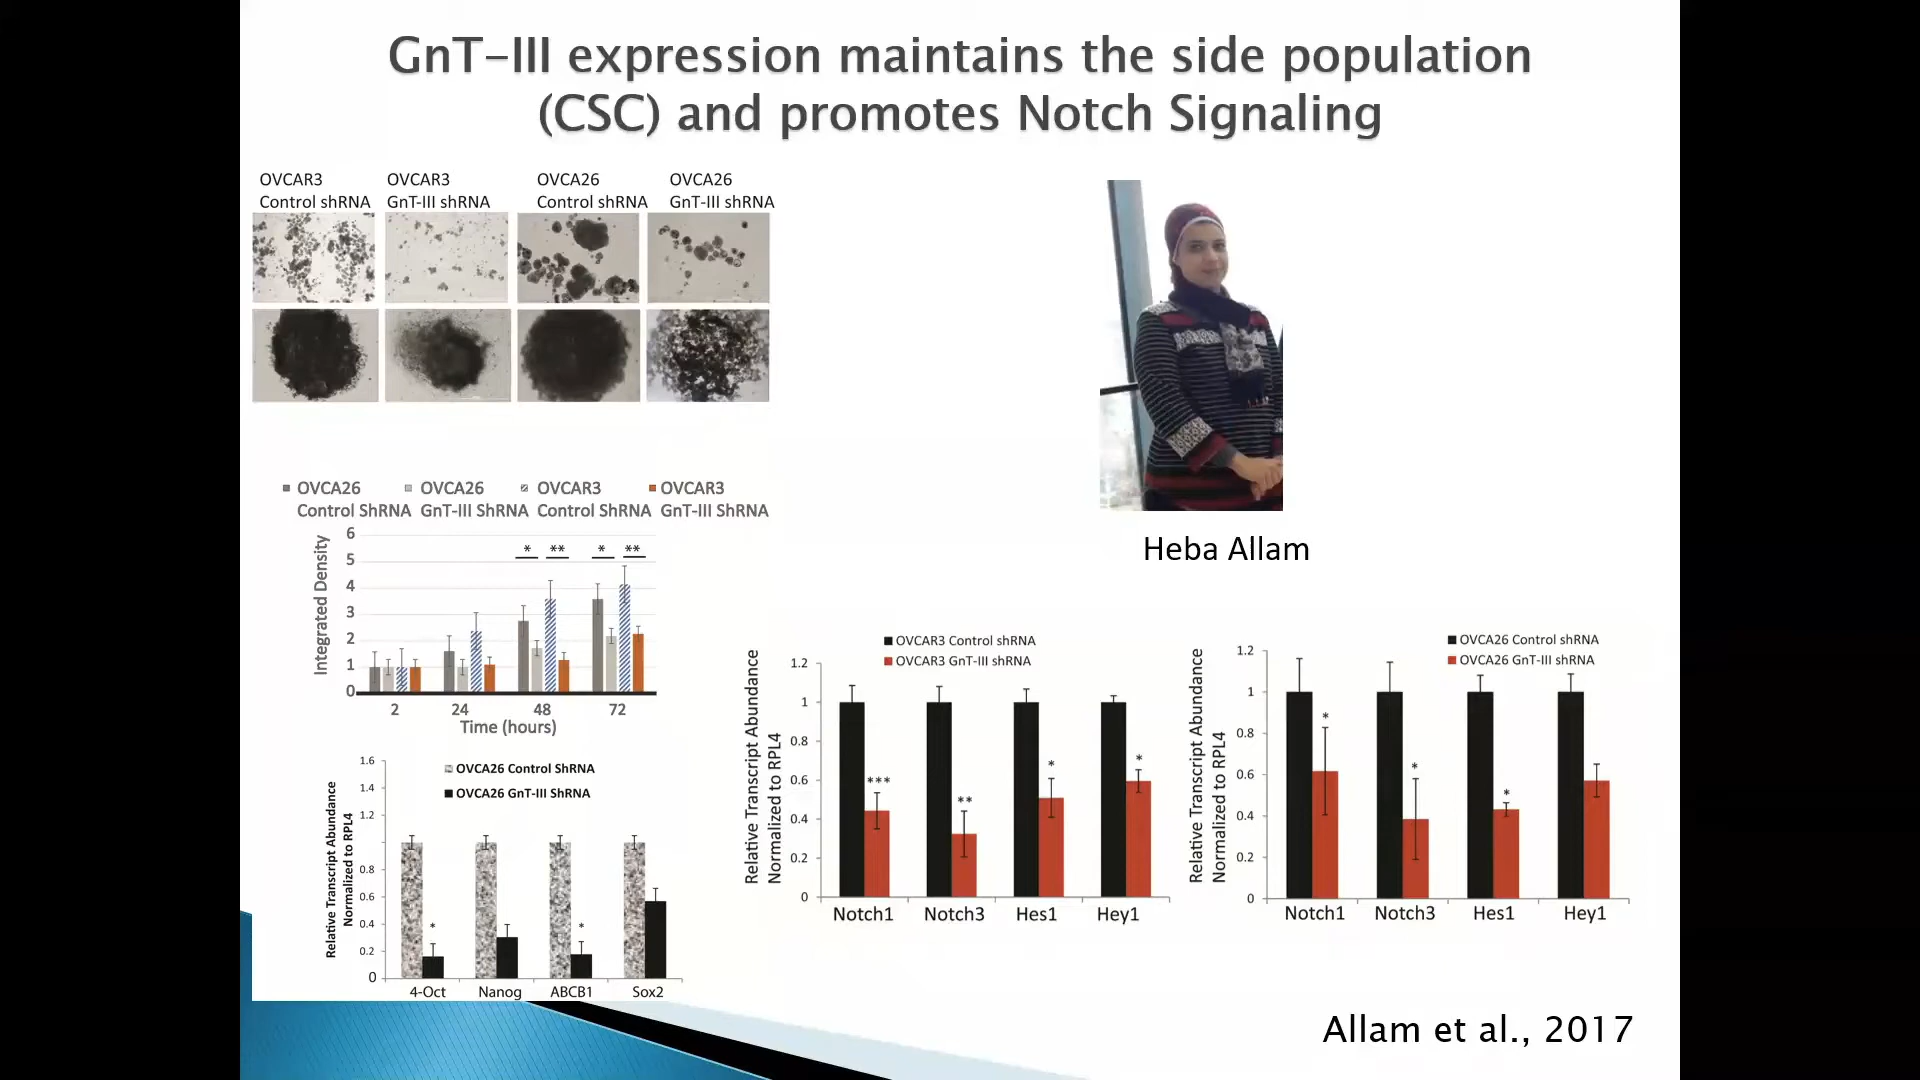 GnT-III expression maintains the side population
(CSC) and promotes Notch Signaling
OVCAR3
Control shRNA
OVCAR3
GnT-III shRNA
OVCA26
Control shRNA
OVCA26
GnT-III shRNA
Heba Allam
OVCA26
Control ShRNA
OVCA26
GnT-III ShRNA
OVCAR3
Control ShRNA
OVCAR3
GnT-III ShRNA
Integrated Density
6
5
4
3
2
1
0
* ** * **
2 24 48 72
Time (hours)
Relative Transcript Abundance
Normalized to RPL4
OVCA26 Control ShRNA
OVCA26 GnT-III ShRNA
1.6
1.4
1.2
0.8
0.6
0.4
0.2
0
* *
4-Oct Nanog ABCB1 Sox2
Relative Transcript Abundance
Normalized to RPL4
OVCAR3 Control shRNA
OVCAR3 GnT-III shRNA
1.2
1
0.8
0.6
0.4
0.2
0
*** ** * *
Notch1 Notch3 Hes1 Hey1
Relative Transcript Abundance
Normalized to RPL4
OVCA26 Control shRNA
OVCA26 GnT-III shRNA
1.2
1
0.8
0.6
0.4
0.2
0
* * *
Notch1 Notch3 Hes1 Hey1
Allam et al., 2017